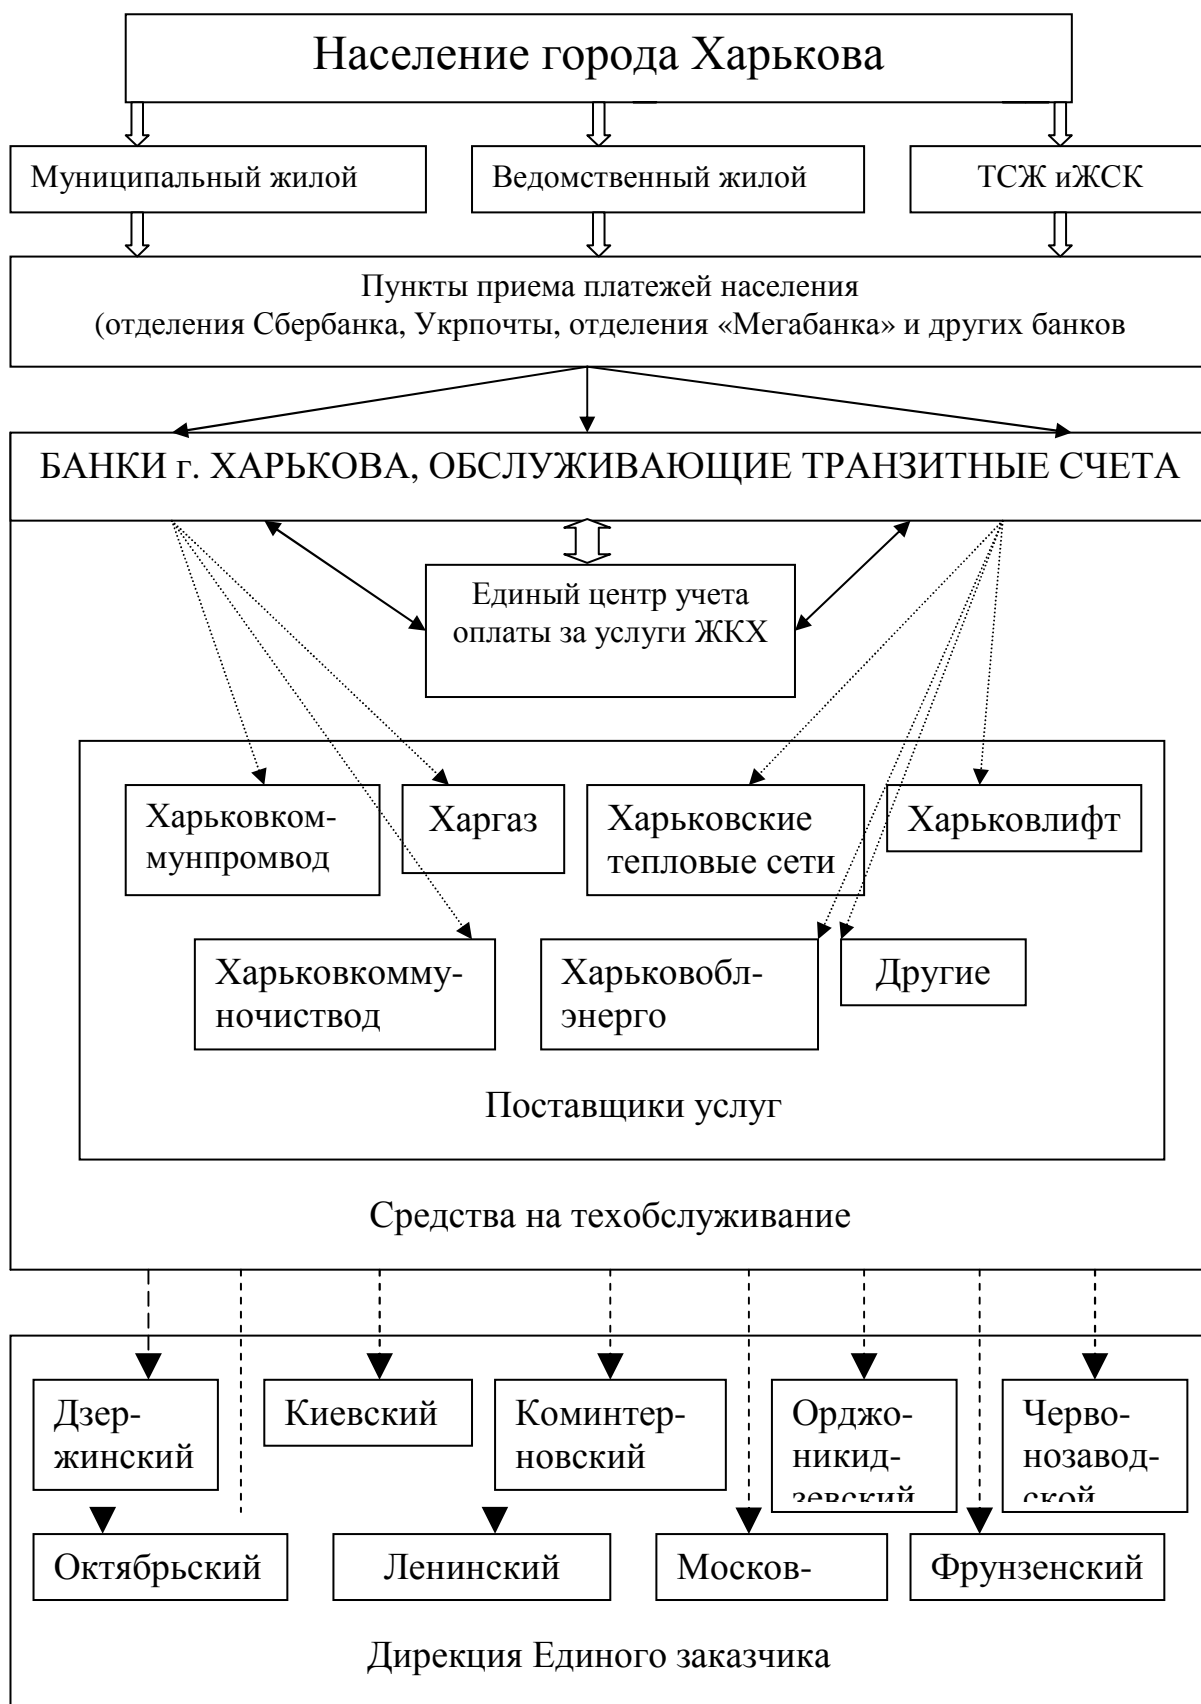 Население города Харькова
Муниципальный жилой
Ведомственный жилой
ТСЖ иЖСК
Пункты приема платежей населения
(отделения Сбербанка, Укрпочты, отделения «Мегабанка» и других банков
БАНКИ г. ХАРЬКОВА, ОБСЛУЖИВАЮЩИЕ ТРАНЗИТНЫЕ СЧЕТА
Единый центр учета
оплаты за услуги ЖКХ
Харьковком-
мунпромвод
Харгаз
Харьковские
тепловые сети
Харьковлифт
Харьковкомму-
ночиствод
Харьковобл-
энерго
Другие
Поставщики услуг
Средства на техобслуживание
Дзер-
жинский
Киевский
Коминтер-
новский
Орджо-
никид-
зевский
Черво-
нозавод-
ской
Октябрьский
Ленинский
Москов-
Фрунзенский
Дирекция Единого заказчика